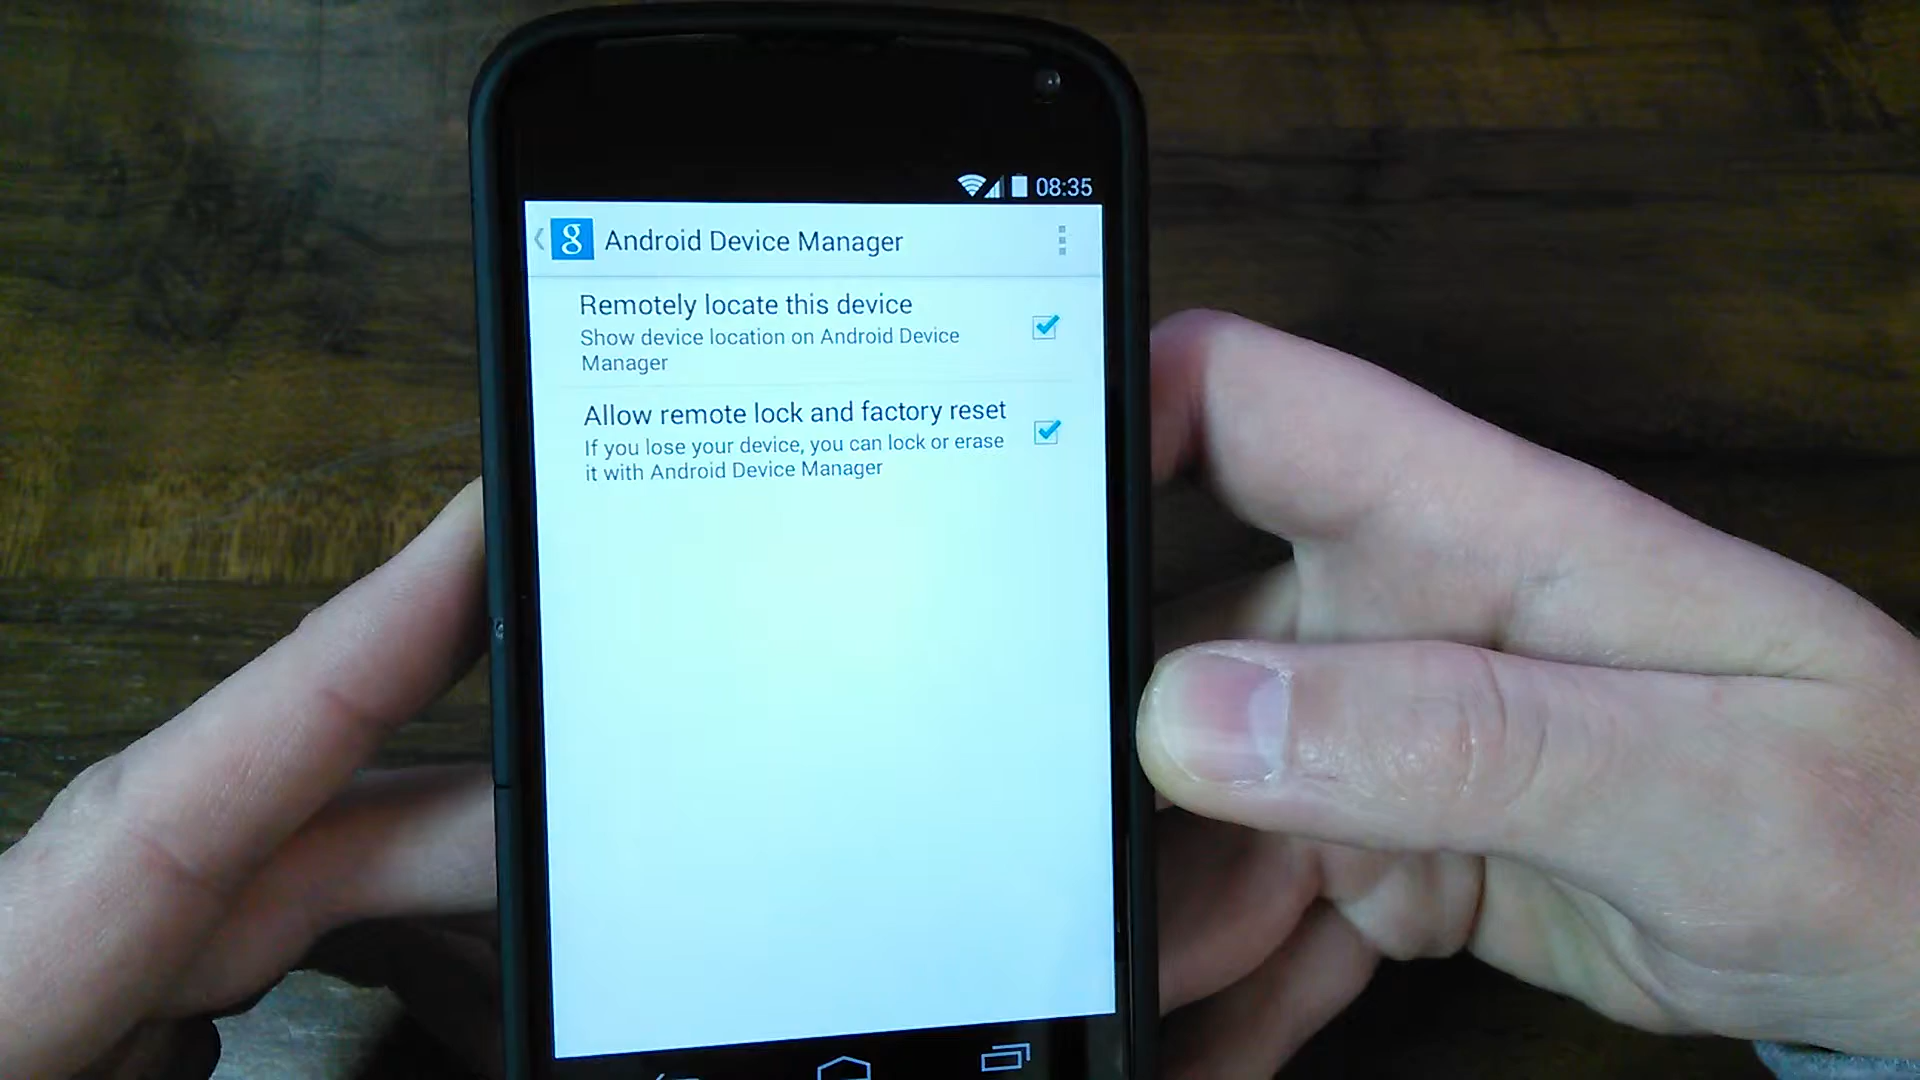 08:35
g Android Device Manager
Remotely locate this device
Show device location on Android Device
Manager
Allow remote lock and factory reset
If you lose your device, you can lock or erase
it with Android Device Manager